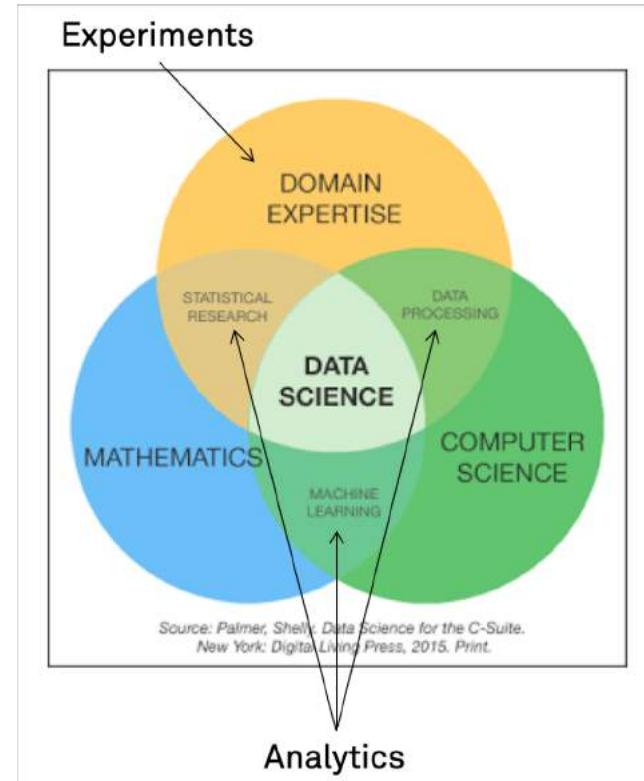 Experiments
DOMAIN
EXPERTISE
STATISTICAL
RESEARCH
DATA
PROCESSING
DATA
SCIENCE
MATHEMATICS
COMPUTER
SCIENCE
MACHINE
LEARNING
Source: Palmer, Shelly. Data Science for the C-Suite.
New York: Digital Living Press, 2015. Print.
Analytics